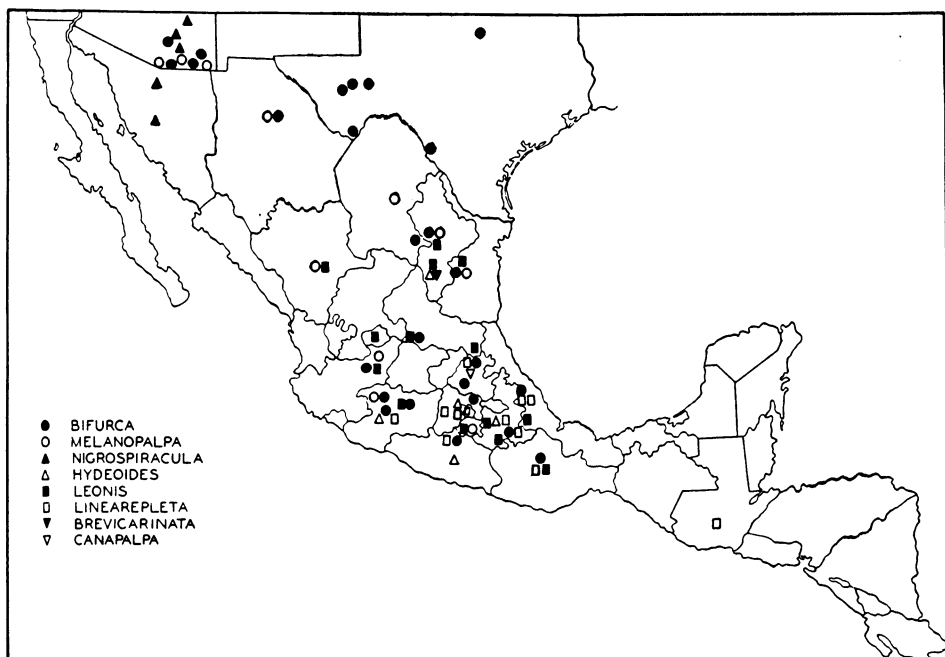 BIFURCA
MELANOPALPA
NIGROSPIRACULA
HYDEOIDES
LEONIS
LINEAREPLETA
BREVICARINATA
CANAPALPA